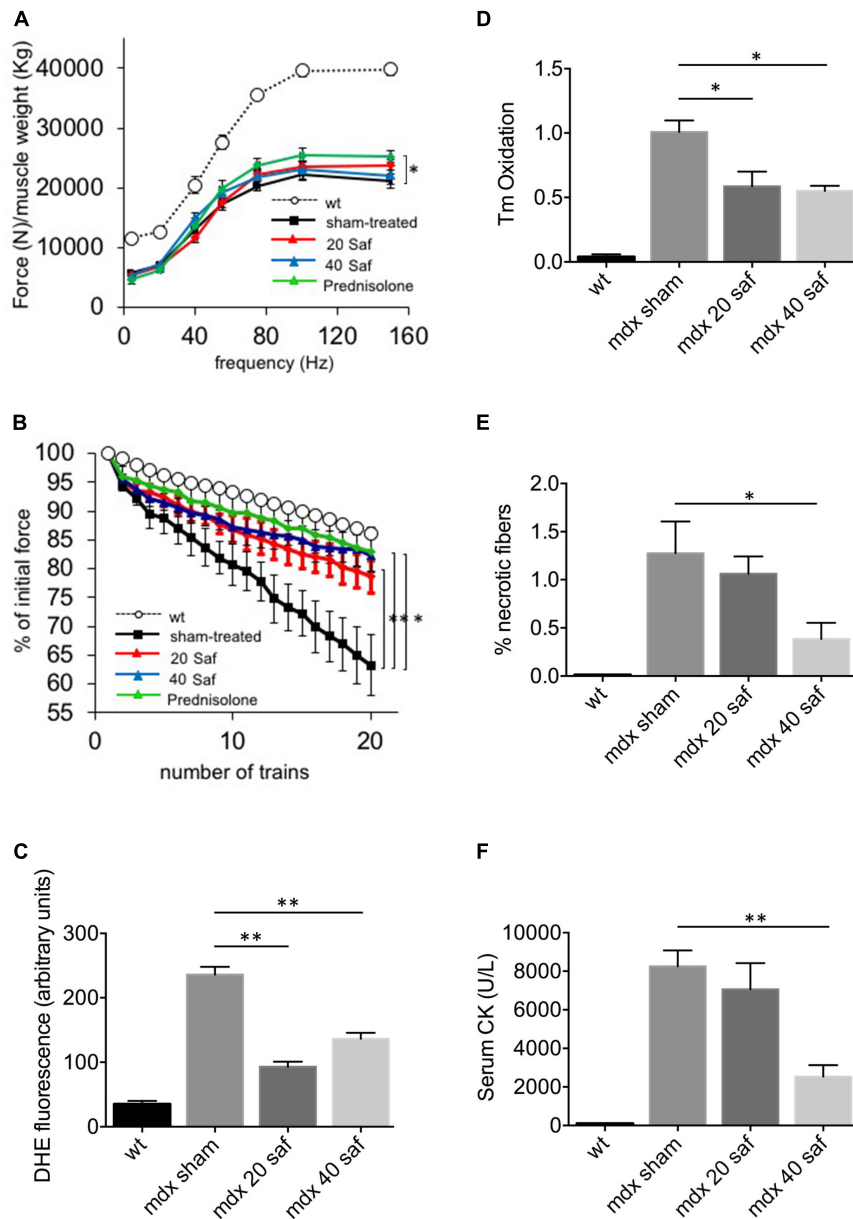 A
Force (N)/muscle weight (Kg)
40000
30000
20000
10000
0
0 40 80 120 160
frequency (Hz)
wt
sham-treated
20 Saf
40 Saf
Prednisolone
*
B
% of initial force
100
95
90
85
80
75
70
65
60
55
0 10 20
number of trains
wt
sham-treated
20 Saf
40 Saf
Prednisolone
* * *
C
DHE fluorescence (arbitrary units)
300
200
100
0
**
**
wt
mdx sham
mdx 20 saf
mdx 40 saf
D
Tm Oxidation
1.5
1.0
0.5
0.0
*
*
wt
mdx sham
mdx 20 saf
mdx 40 saf
E
% necrotic fibers
2.0
1.5
1.0
0.5
0.0
*
wt
mdx sham
mdx 20 saf
mdx 40 saf
F
Serum CK (U/L)
10000
8000
6000
4000
2000
0
**
wt
mdx sham
mdx 20 saf
mdx 40 saf